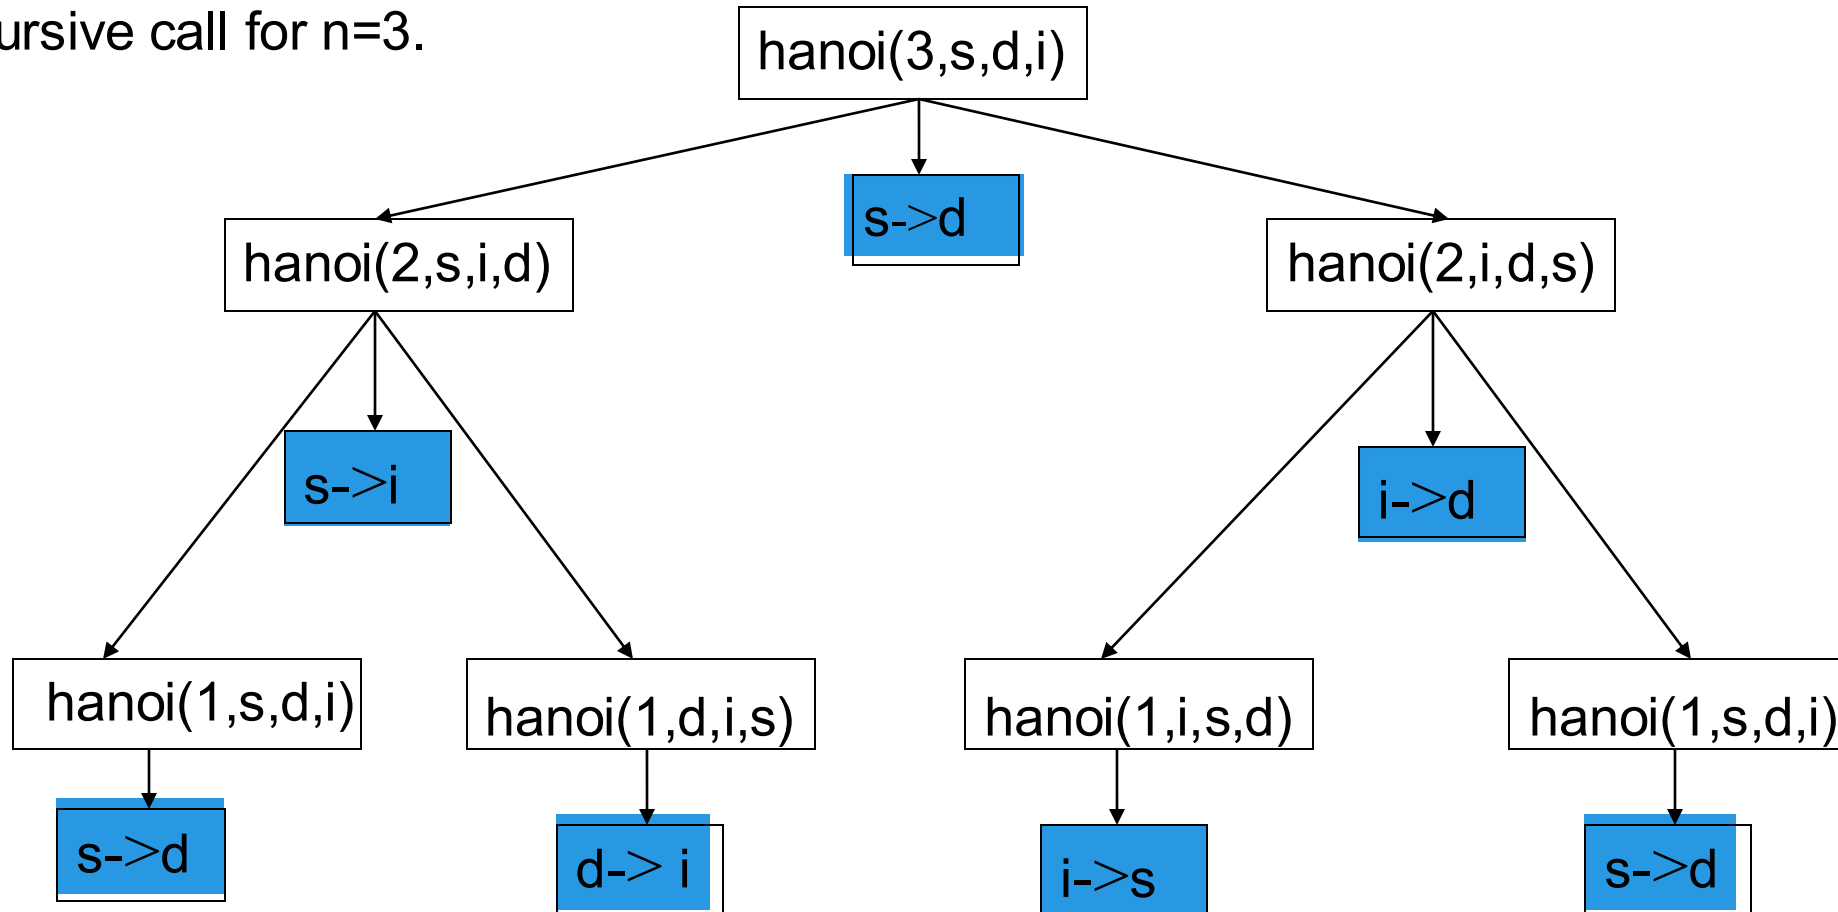 ursive call for n=3.
hanoi(3,s,d,i)
s->d
hanoi(2,s,i,d)
hanoi(2,i,d,s)
s->i
i->d
hanoi(1,s,d,i)
hanoi(1,d,i,s)
hanoi(1,i,s,d)
hanoi(1,s,d,i)
s->d
d-> i
i->s
s->d